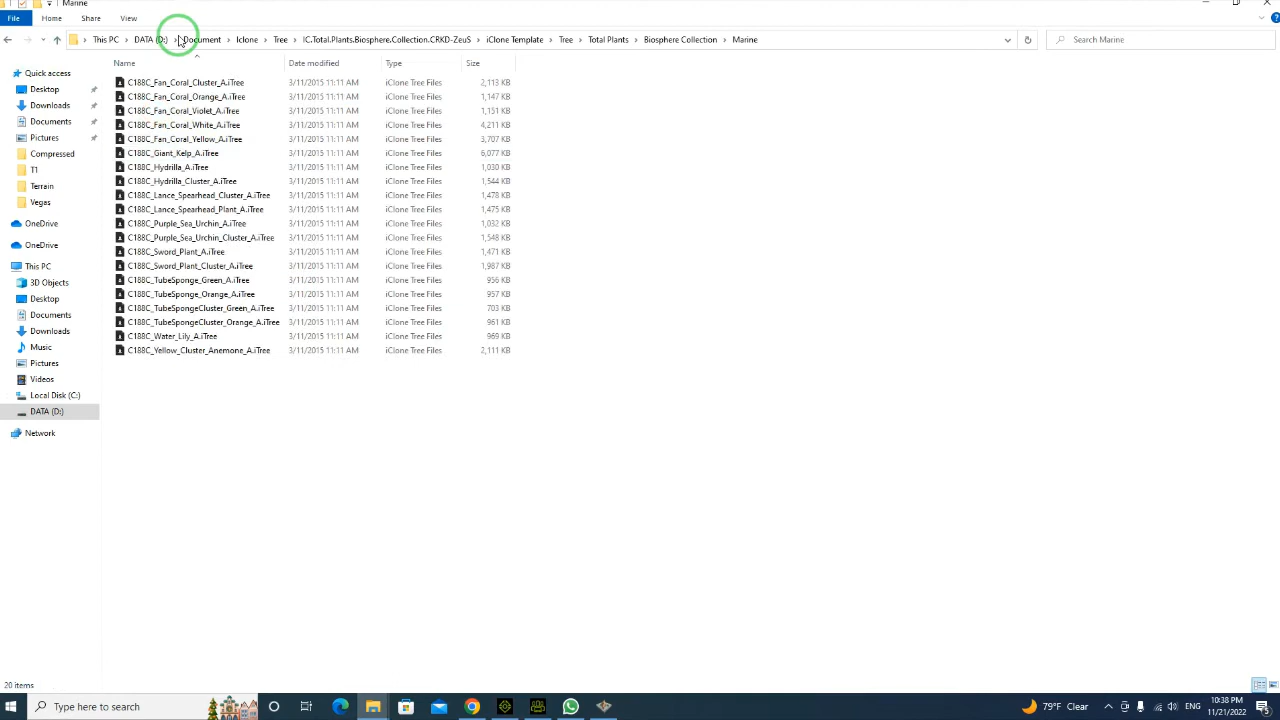 Marine
File Home Share View
This PC DATA (D:) Document Iclone Tree IC.Total.Plants.Biosphere.Collection.CRKD-ZeuS iClone Template Tree Total Plants Biosphere Collection Marine Search Marine
Name Date modified Type Size
Quick access
Desktop
Downloads
Documents
Pictures
Compressed
T1
Terrain
Vegas
OneDrive
OneDrive
This PC
3D Objects
Desktop
Documents
Downloads
Music
Pictures
Videos
Local Disk (C:)
DATA (D:)
Network
C188C_Fan_Coral_Cluster_A.iTree 3/11/2015 11:11 AM iClone Tree Files 2,113 KB
C188C_Fan_Coral_Orange_A.iTree 3/11/2015 11:11 AM iClone Tree Files 1,147 KB
C188C_Fan_Coral_Violet_A.iTree 3/11/2015 11:11 AM iClone Tree Files 1,151 KB
C188C_Fan_Coral_White_A.iTree 3/11/2015 11:11 AM iClone Tree Files 4,211 KB
C188C_Fan_Coral_Yellow_A.iTree 3/11/2015 11:11 AM iClone Tree Files 3,707 KB
C188C_Giant_Kelp_A.iTree 3/11/2015 11:11 AM iClone Tree Files 6,077 KB
C188C_Hydrilla_A.iTree 3/11/2015 11:11 AM iClone Tree Files 1,030 KB
C188C_Hydrilla_Cluster_A.iTree 3/11/2015 11:11 AM iClone Tree Files 1,544 KB
C188C_Lance_Spearhead_Cluster_A.iTree 3/11/2015 11:11 AM iClone Tree Files 1,478 KB
C188C_Lance_Spearhead_Plant_A.iTree 3/11/2015 11:11 AM iClone Tree Files 1,475 KB
C188C_Purple_Sea_Urchin_A.iTree 3/11/2015 11:11 AM iClone Tree Files 1,032 KB
C188C_Purple_Sea_Urchin_Cluster_A.iTree 3/11/2015 11:11 AM iClone Tree Files 1,548 KB
C188C_Sword_Plant_A.iTree 3/11/2015 11:11 AM iClone Tree Files 1,471 KB
C188C_Sword_Plant_Cluster_A.iTree 3/11/2015 11:11 AM iClone Tree Files 1,987 KB
C188C_TubeSponge_Green_A.iTree 3/11/2015 11:11 AM iClone Tree Files 956 KB
C188C_TubeSponge_Orange_A.iTree 3/11/2015 11:11 AM iClone Tree Files 957 KB
C188C_TubeSpongeCluster_Green_A.iTree 3/11/2015 11:11 AM iClone Tree Files 703 KB
C188C_TubeSpongeCluster_Orange_A.iTree 3/11/2015 11:11 AM iClone Tree Files 961 KB
C188C_Water_Lily_A.iTree 3/11/2015 11:11 AM iClone Tree Files 969 KB
C188C_Yellow_Cluster_Anemone_A.iTree 3/11/2015 11:11 AM iClone Tree Files 2,111 KB
20 items
Type here to search
79°F Clear
ENG
10:38 PM
11/21/2022